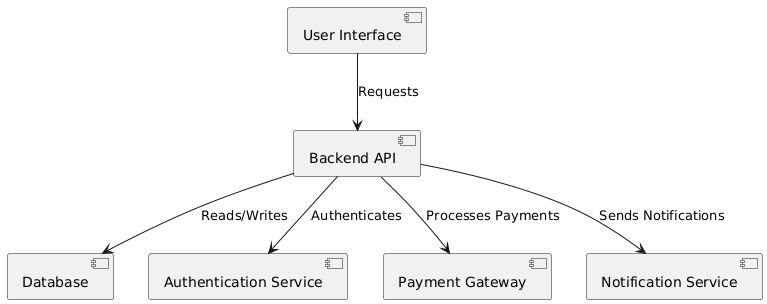 User Interface
Requests
Backend API
Reads/Writes
Authenticates
Processes Payments
Sends Notifications
Database
Authentication Service
Payment Gateway
Notification Service